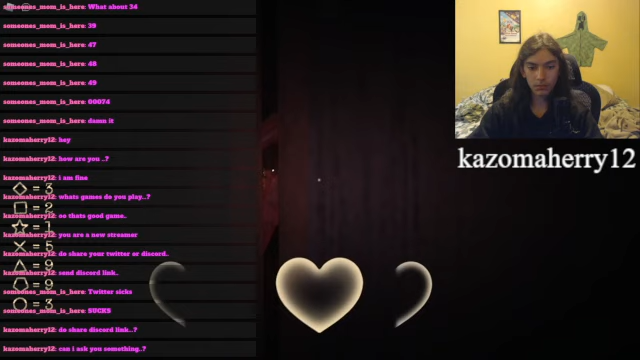 someones_mom_is_here: What about 34
someones_mom_is_here: 39
someones_mom_is_here: 47
someones_mom_is_here: 48
someones_mom_is_here: 49
someones_mom_is_here: 00074
someones_mom_is_here: damn it
kazomaherry12: hey
kazomaherry12: how are you ..?
kazomaherry12: i am fine
= 3
kazomaherry12: whats games do you play..?
= 2
kazomaherry12: so thats good game..
= 1
kazomaherry12: you are a new streamer
= 5
kazomaherry12: do share your twitter or discord..
= 9
kazomaherry12: send discord link..
= 9
someones_mom_is_here: Twitter sicks
= 3
someones_mom_is_here: SUCKS
kazomaherry12: do share discord link..?
kazomaherry12: can i ask you something..?
kazomaherry12